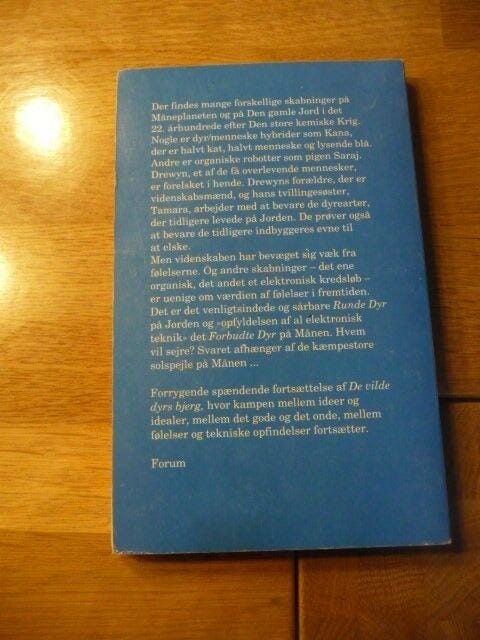 Der findes mange forskellige skabninger på
Måneplaneten og på Den gamle Jord i det
22. århundrede efter Den store kemiske Krig.
Nogle er dyr/menneske hybrider som Kana,
der er halvt kat, halvt menneske og lysende blå.
Andre er organiske robotter som pigen Saraj.
Drewyn, et af de få overlevende mennesker,
er forelsket i hende. Drewyns forældre, der er
videnskabsmænd, og hans tvillingesøster,
Tamara, arbejder med at bevare de dyrearter,
der tidligere levede på Jorden. De prøver også
at bevare de tidligere indbyggeres evne til
at elske.
Men videnskaben har bevæget sig væk fra
følelserne. Og andre skabninger – det ene
organisk, det andet et elektronisk kredsløb –
er uenige om værdien af følelser i fremtiden.
Det er det venligtsindede og sårbare Runde Dyr
på Jorden og »opfyldelsen af al elektronisk
teknik« det Forbudte Dyr på Månen. Hvem
vil sejre? Svaret afhænger af de kæmpestore
solspejle på Månen ...
Forrygende spændende fortsættelse af De vilde
dyrs bjerg, hvor kampen mellem ideer og
idealer, mellem det gode og det onde, mellem
følelser og tekniske opfindelser fortsætter.
Forum